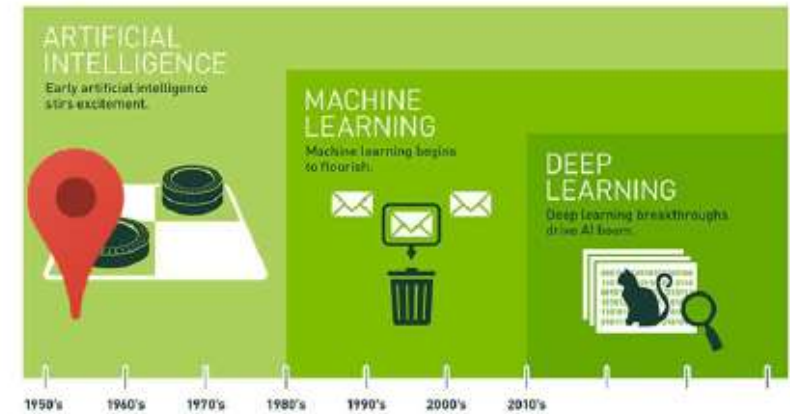 ARTIFICIAL
INTELLIGENCE
Early artificial intelligence
stirs excitement.
MACHINE
LEARNING
Machine learning begins
to flourish.
DEEP
LEARNING
Deep learning breakthroughs
drive AI boom.
1950's 1960's 1970's 1980's 1990's 2000's 2010's